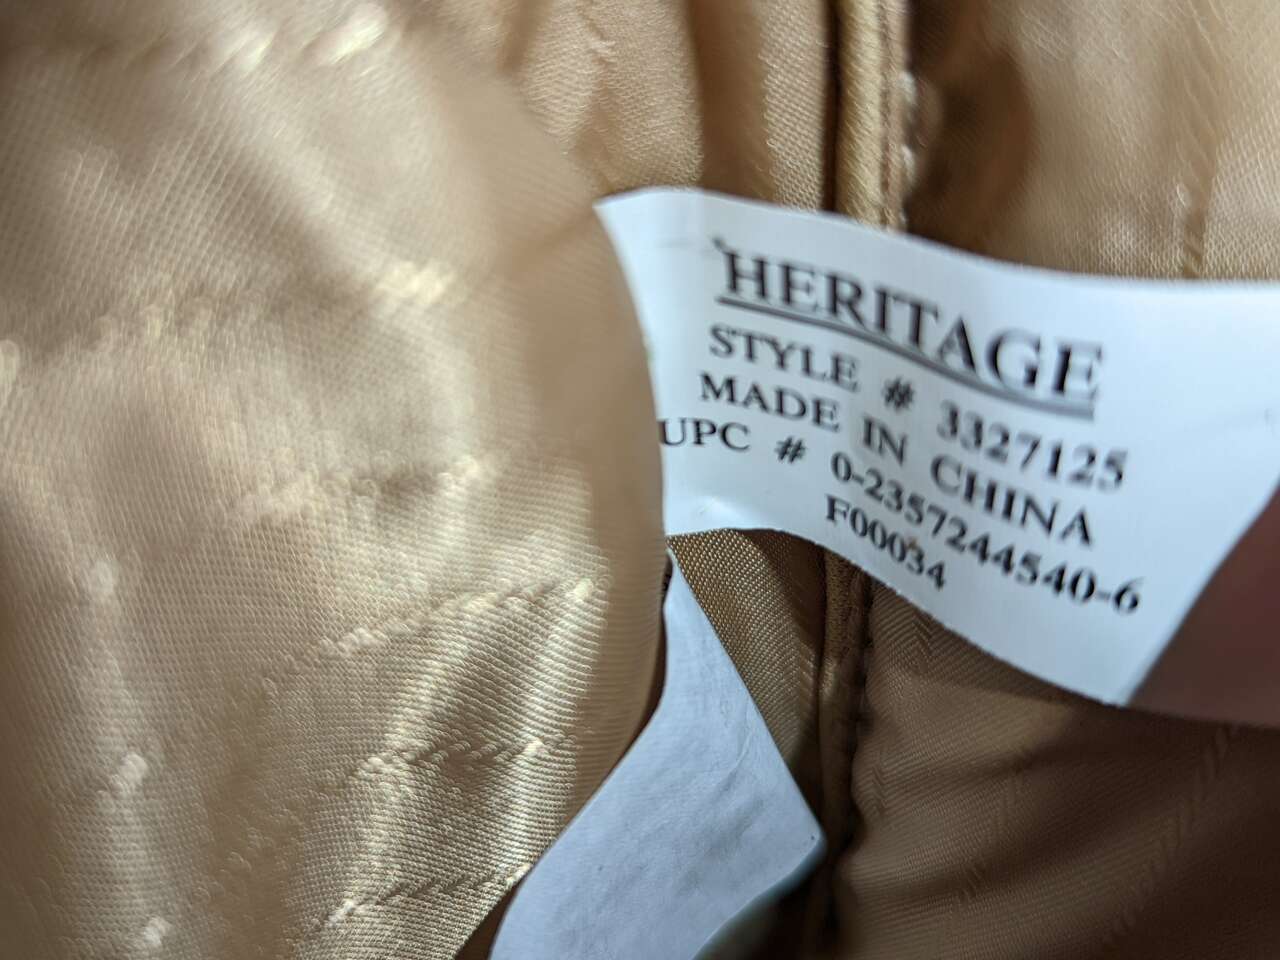 HERITAGE
STYLE # 3327125
MADE IN CHINA
UPC # 0-2357244540-6
F00034